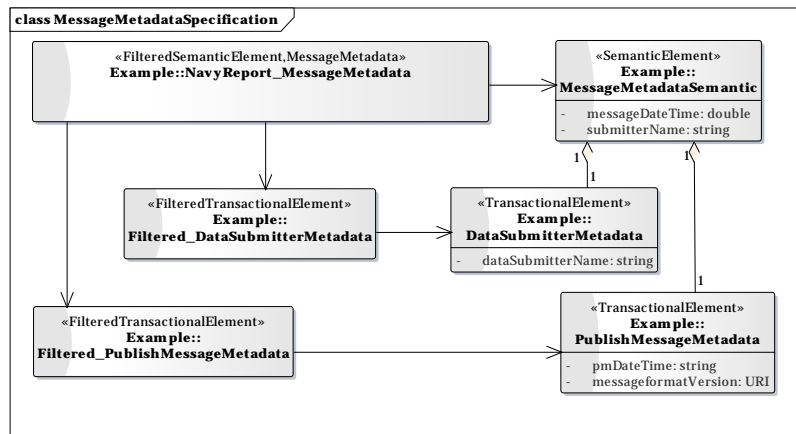 class MessageMetadataSpecification
«FilteredSemanticElement,MessageMetadata»
Example::NavyReport_MessageMetadata
«SemanticElement»
Example::
MessageMetadataSemantic
- messageDateTime: double
- submitterName: string
1
1
1
«FilteredTransactionalElement»
Example::
Filtered_DataSubmitterMetadata
«TransactionalElement»
Example::
DataSubmitterMetadata
- dataSubmitterName: string
1
«FilteredTransactionalElement»
Example::
Filtered_PublishMessageMetadata
«TransactionalElement»
Example::
PublishMessageMetadata
- pmDateTime: string
- messageformatVersion: URI